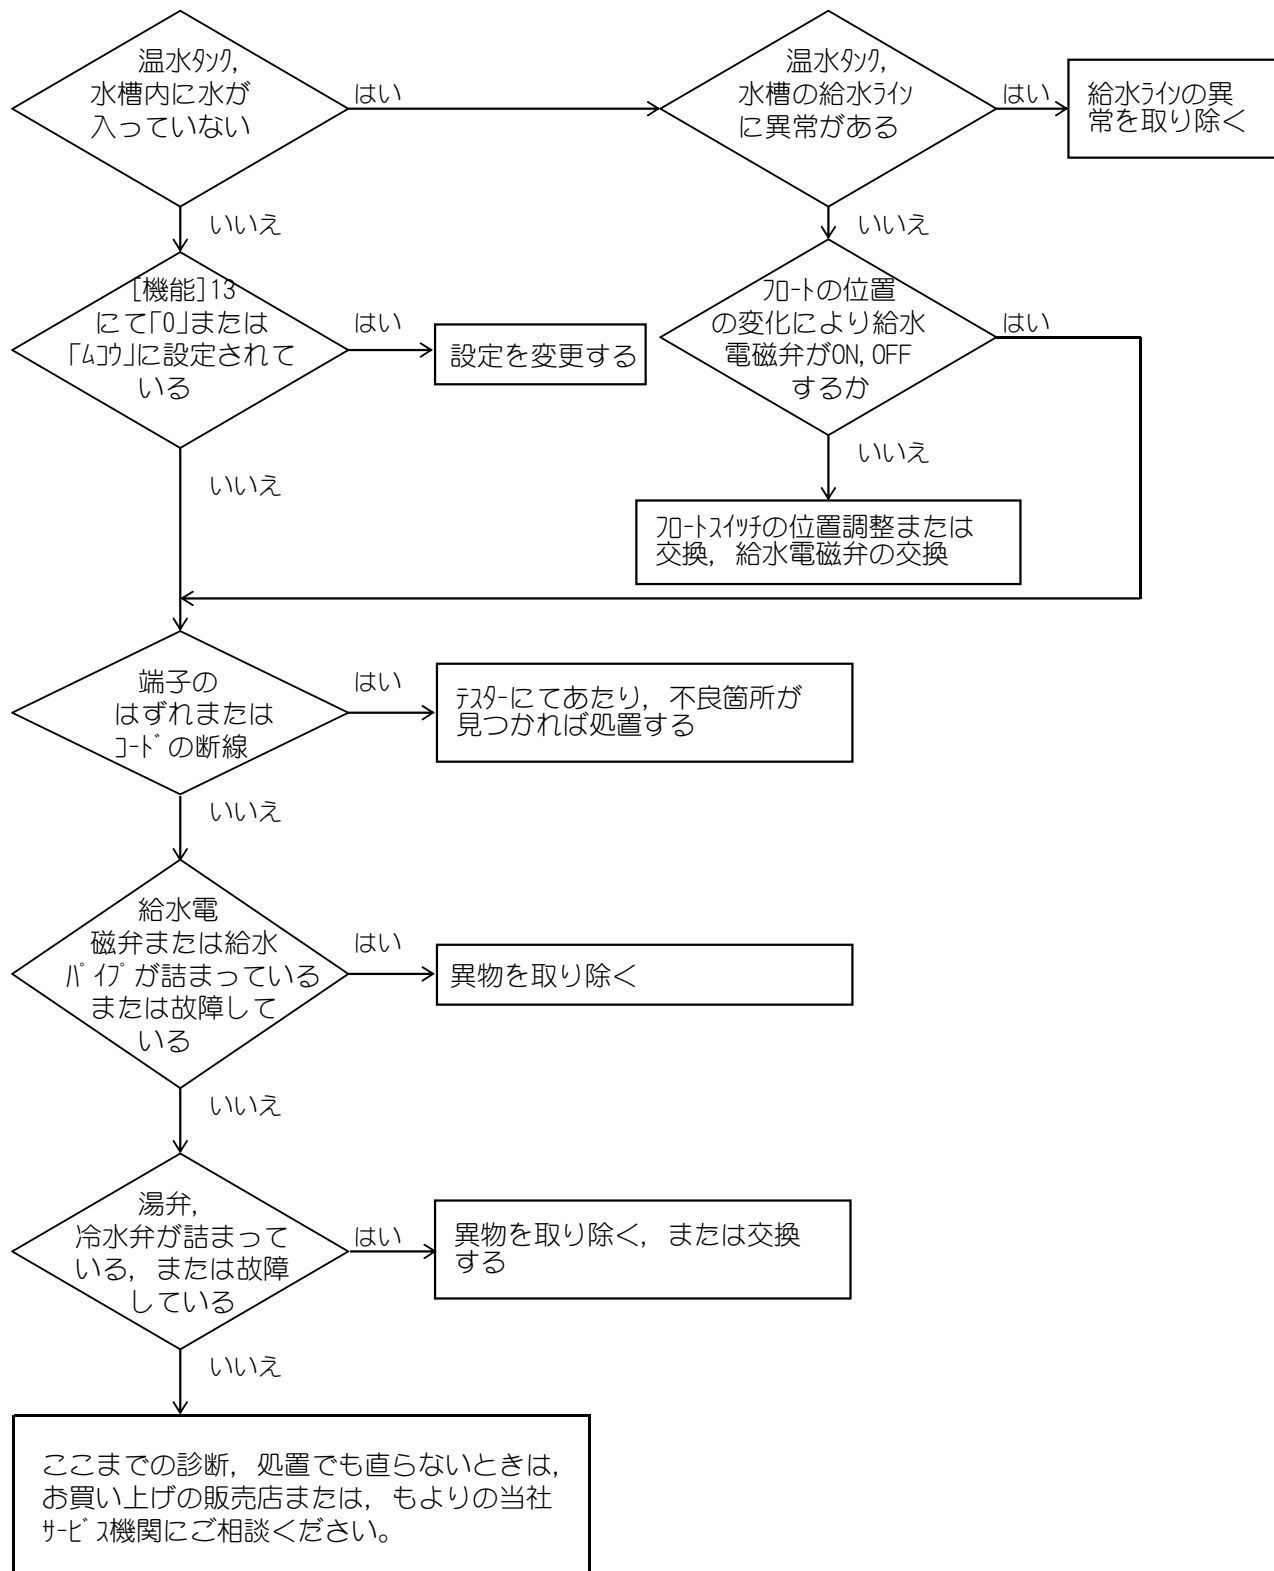 温水ﾀﾝｸ,
水槽内に水が
入っていない
はい
温水ﾀﾝｸ,
水槽の給水ﾗｲﾝ
に異常がある
はい
給水ﾗｲﾝの異
常を取り除く
いいえ
いいえ
[機能]13
にて「0」または
「ﾑｺｳ」に設定されて
いる
はい
設定を変更する
ﾌﾛｰﾄの位置
の変化により給水
電磁弁がON,OFF
するか
はい
いいえ
いいえ
ﾌﾛｰﾄｽｲｯﾁの位置調整または
交換, 給水電磁弁の交換
端子の
はずれまたは
ｺｰﾄﾞの断線
はい
ﾃｽﾀｰにてあたり, 不良箇所が
見つかれば処置する
いいえ
給水電
磁弁または給水
ﾊﾟｲﾌﾟが詰まっている
または故障して
いる
はい
異物を取り除く
いいえ
湯弁,
冷水弁が詰まって
いる, または故障
している
はい
異物を取り除く, または交換
する
いいえ
ここまでの診断, 処置でも直らないときは,
お買い上げの販売店または, もよりの当社
ｻｰﾋﾞｽ機関にご相談ください。